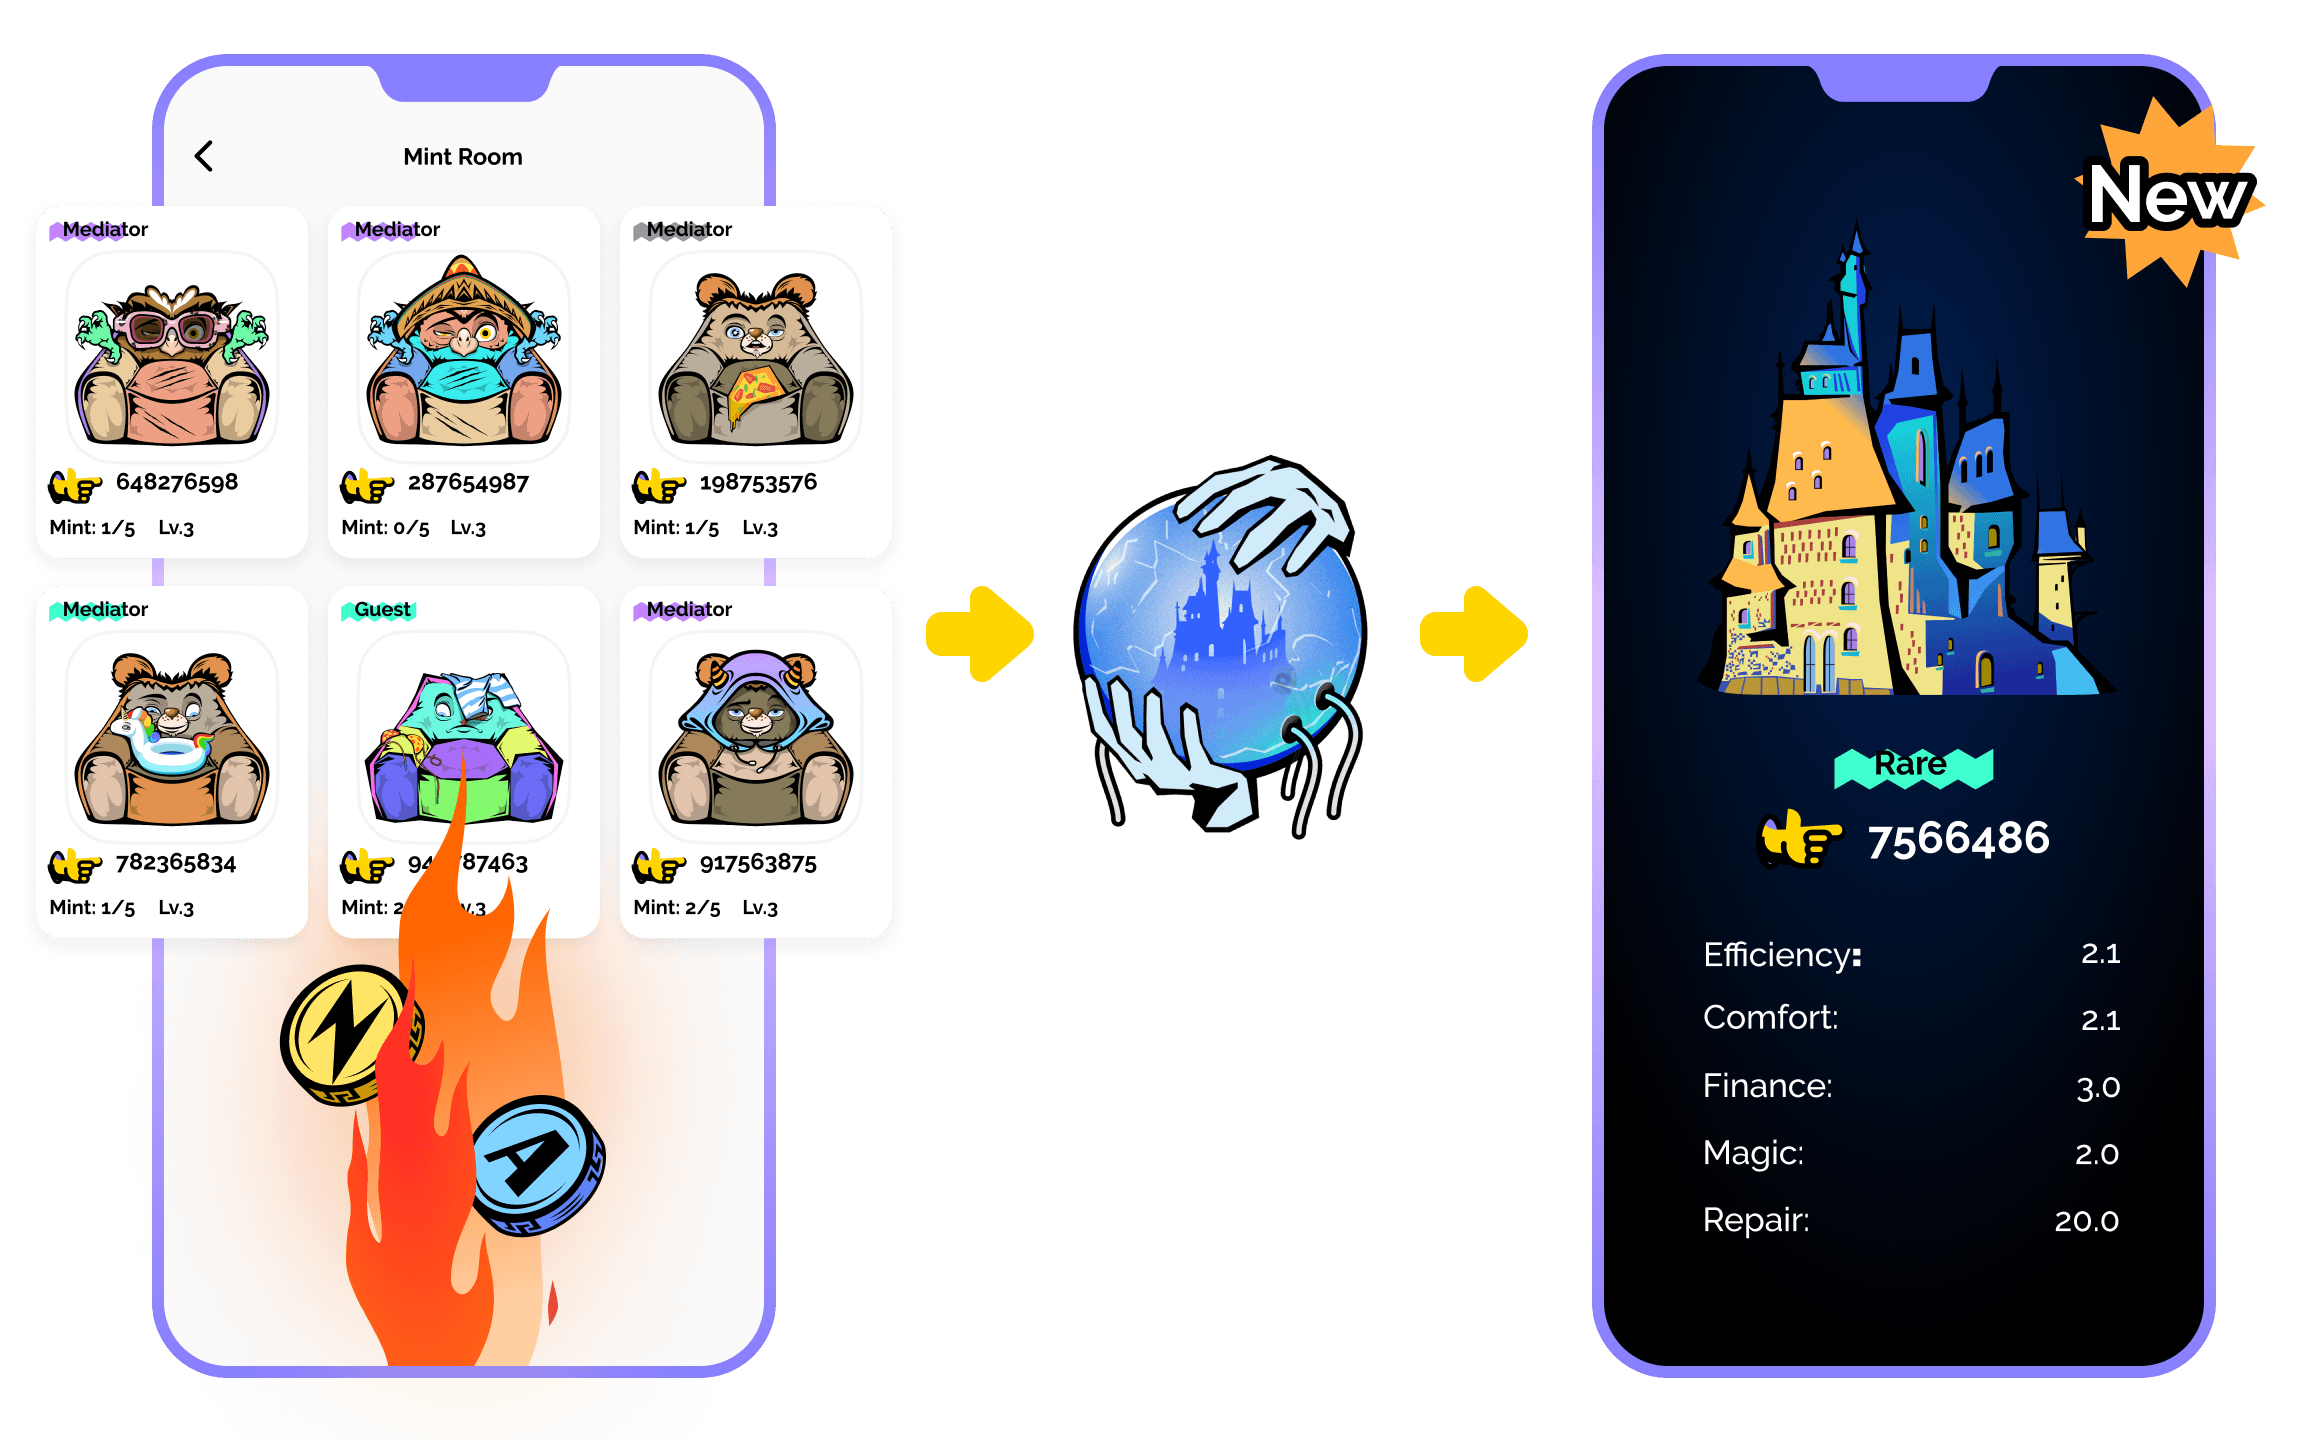 Mint Room
Mediator
648276598
Mint: 1/5 Lv.3
Mediator
287654987
Mint: 0/5 Lv.3
Mediator
198753576
Mint: 1/5 Lv.3
Mediator
782365834
Mint: 1/5 Lv.3
Guest
Mint:
Mediator
917563875
Mint: 2/5 Lv.3
A
New
Rare
7566486
Efficiency: 2.1
Comfort: 2.1
Finance: 3.0
Magic: 2.0
Repair: 20.0